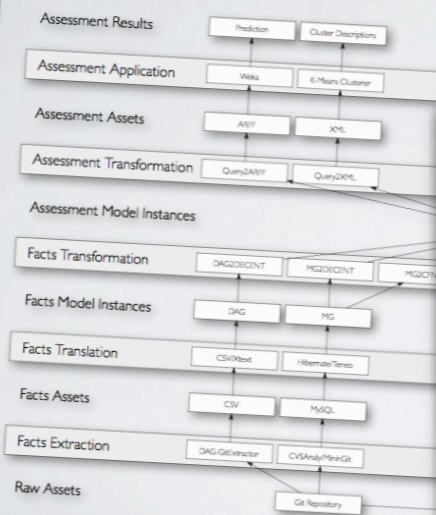 Assessment Results
Prediction
Cluster Descriptions
Assessment Application
Weka
K-Means Clusterer
Assessment Assets
ARFF
XML
Assessment Transformation
Query2ARFF
Query2XML
Assessment Model Instances
Facts Transformation
DAG2DECENT
MG2DECENT
Facts Model Instances
DAG
MG
Facts Translation
CSV/Xtext
Hibernate/Teneo
Facts Assets
CSV
MySQL
Facts Extraction
DAG-GitExtractor
CVSAnaly/MininGit
Raw Assets
Git Repository